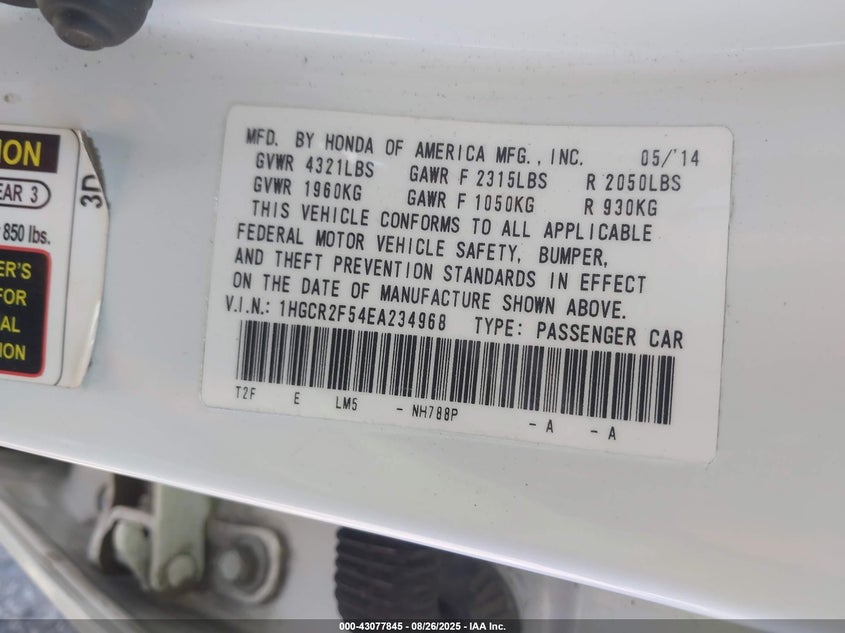 MFD. BY HONDA OF AMERICA MFG., INC. 05/'14
GVWR 4321LBS GAWR F 2315LBS R 2050LBS
GVWR 1960KG GAWR F 1050KG R 930KG
THIS VEHICLE CONFORMS TO ALL APPLICABLE
FEDERAL MOTOR VEHICLE SAFETY, BUMPER,
AND THEFT PREVENTION STANDARDS IN EFFECT
ON THE DATE OF MANUFACTURE SHOWN ABOVE.
V.I.N.: 1HGCR2F54EA234968 TYPE: PASSENGER CAR
T2F E LM5 - NH788P - A - A
ION
EAR 3
3D
850 lbs.
ER'S
FOR
AL
ION
000-43077845 - 08/26/2025 - IAA Inc.